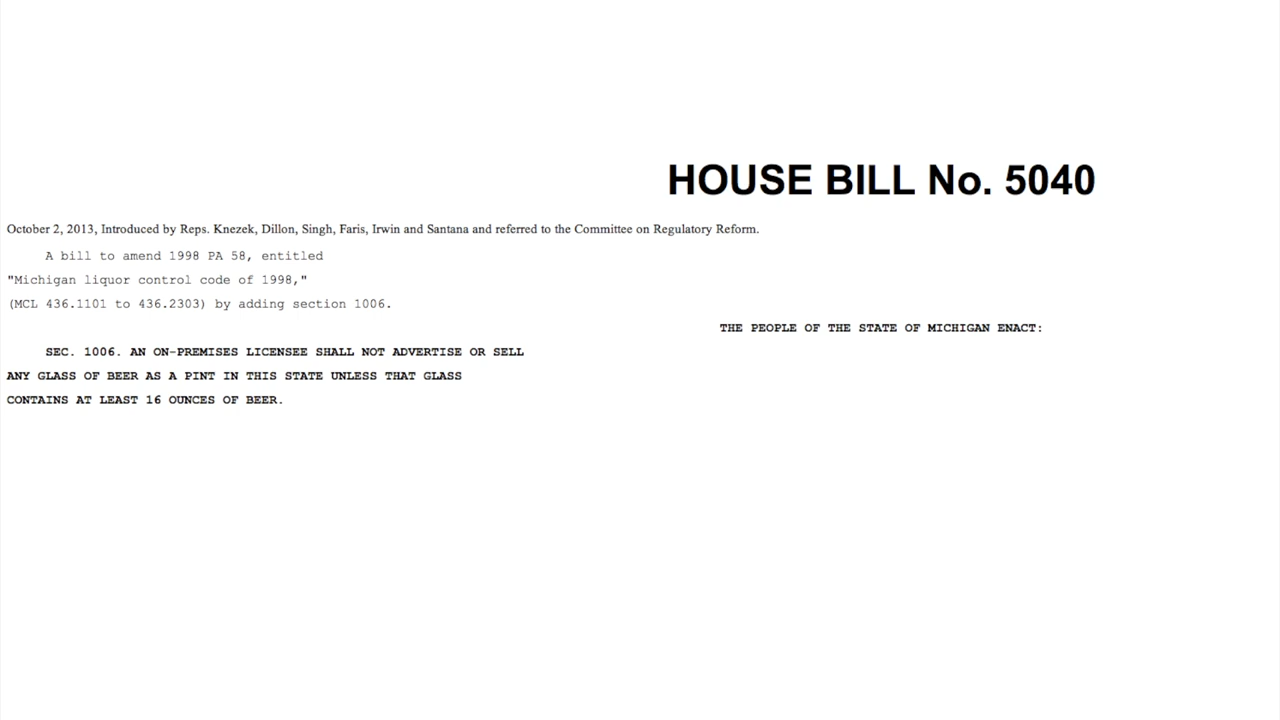 HOUSE BILL No. 5040
October 2, 2013, Introduced by Reps. Knezek, Dillon, Singh, Faris, Irwin and Santana and referred to the Committee on Regulatory Reform.
A bill to amend 1998 PA 58, entitled
"Michigan liquor control code of 1998,"
(MCL 436.1101 to 436.2303) by adding section 1006.
THE PEOPLE OF THE STATE OF MICHIGAN ENACT:
SEC. 1006. AN ON-PREMISES LICENSEE SHALL NOT ADVERTISE OR SELL
ANY GLASS OF BEER AS A PINT IN THIS STATE UNLESS THAT GLASS
CONTAINS AT LEAST 16 OUNCES OF BEER.